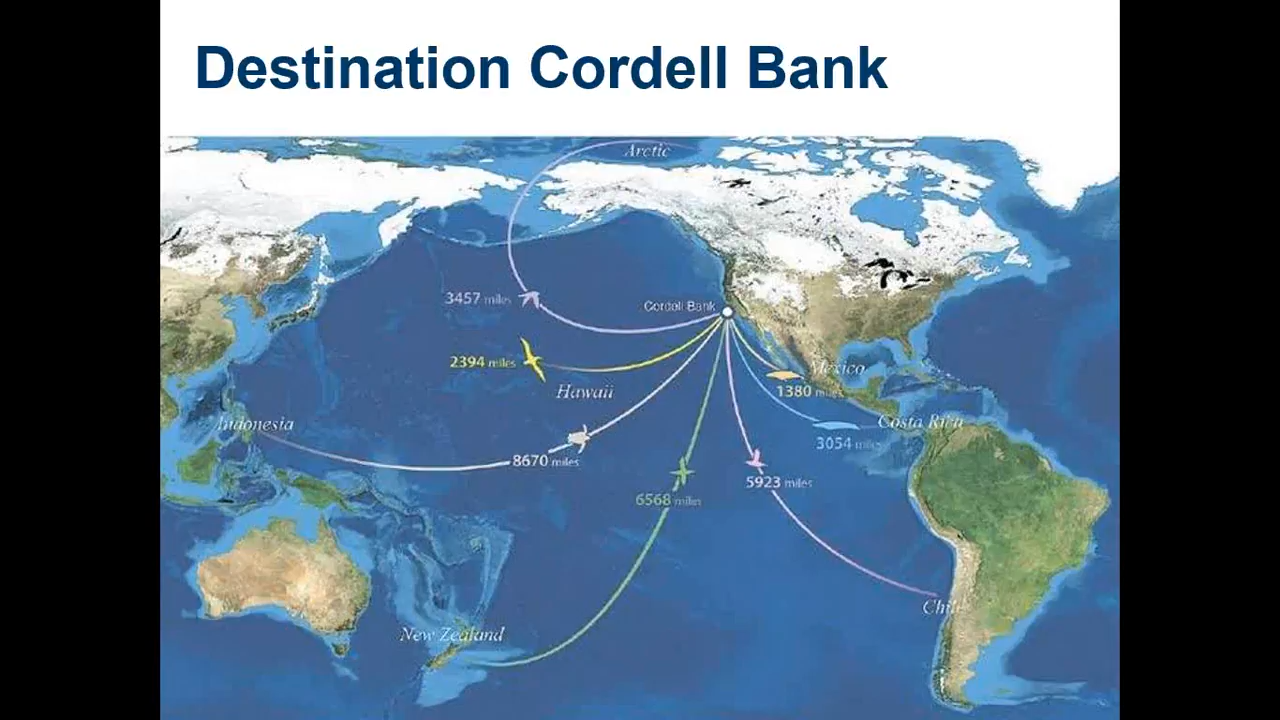 Destination Cordell Bank
Arctic
3457 miles
Cordell Bank
2394 miles
Mexico
Hawaii
1380 miles
Indonesia
Costa Rica
3054 miles
8670 miles
5923 miles
6568 miles
Chile
New Zealand